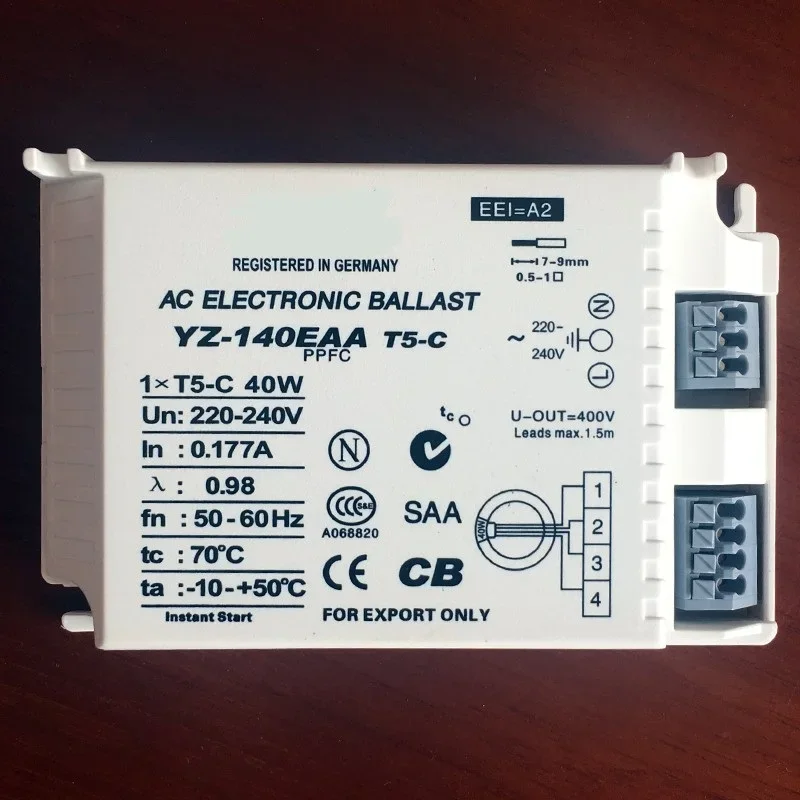 EEI=A2
7-9mm
0.5-1
REGISTERED IN GERMANY
AC ELECTRONIC BALLAST
YZ-140EAA T5-C
PPFC
N
~ 220-
240V
L
1×T5-C 40W
Un: 220-240V
In : 0.177A
λ : 0.98
fn : 50-60Hz
tc : 70°C
ta : -10-+50°C
Instant Start
tc
U-OUT=400V
Leads max.1.5m
N
CCC S&E
A068820
SAA
CE
CB
FOR EXPORT ONLY
40W
1
2
3
4